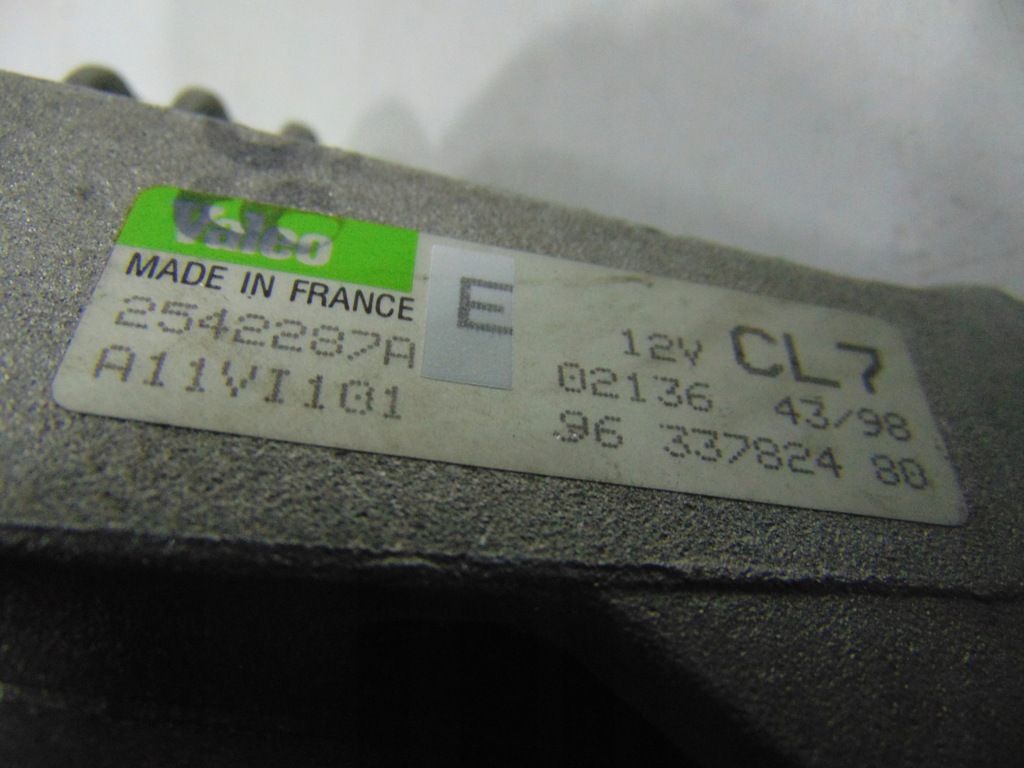 Valeo
MADE IN FRANCE
2542287A
A11VI101
E
12V CL7
02136 43/98
96 337824 80